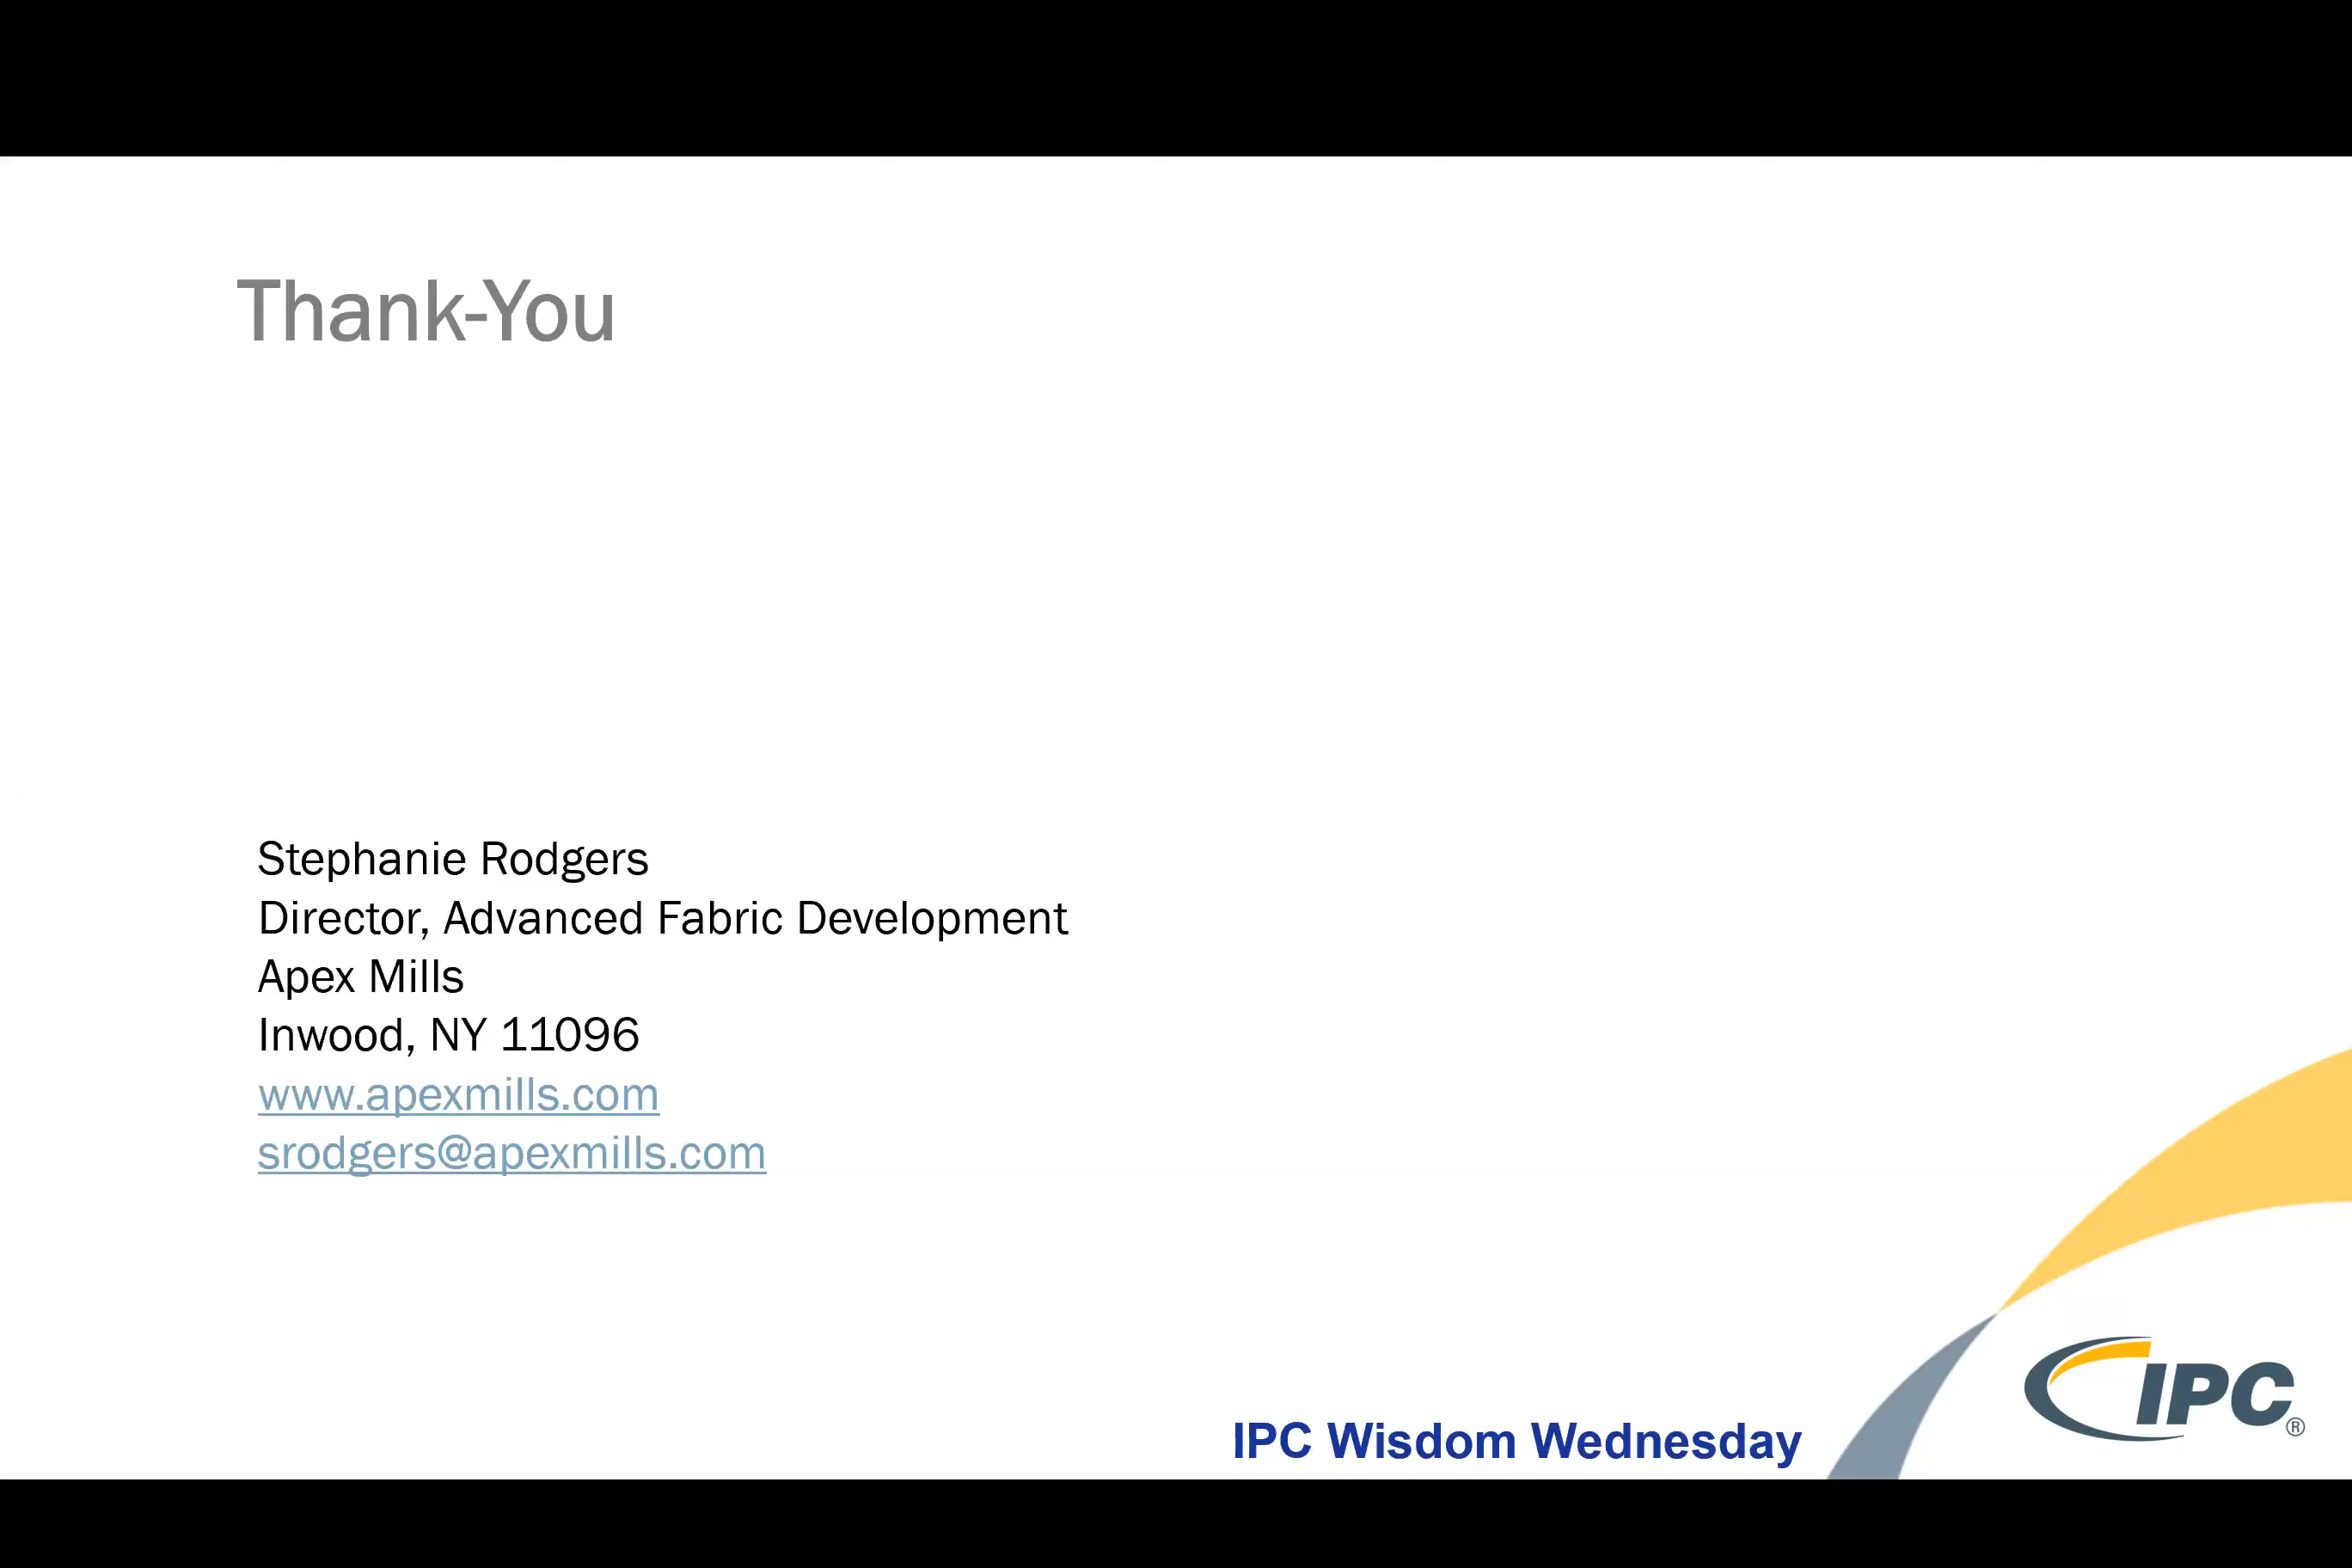 Thank-You
Stephanie Rodgers
Director, Advanced Fabric Development
Apex Mills
Inwood, NY 11096
www.apexmills.com
srodgers@apexmills.com
IPC Wisdom Wednesday
IPC®